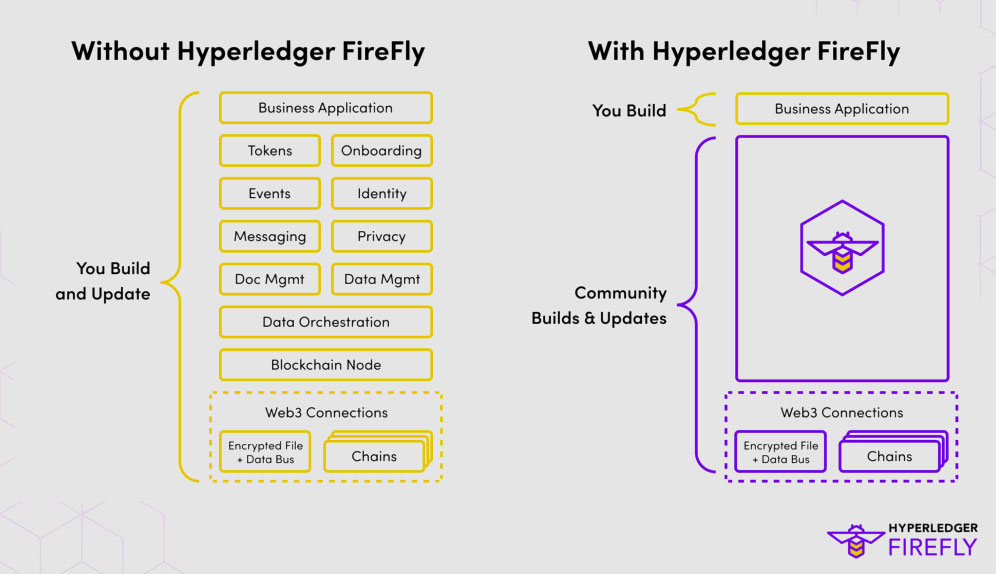 Without Hyperledger FireFly
You Build
and Update
Business Application
Tokens
Onboarding
Events
Identity
Messaging
Privacy
Doc Mgmt
Data Mgmt
Data Orchestration
Blockchain Node
Web3 Connections
Encrypted File
+ Data Bus
Chains
With Hyperledger FireFly
You Build
Business Application
Community
Builds & Updates
Web3 Connections
Encrypted File
+ Data Bus
Chains
HYPERLEDGER
FIREFLY